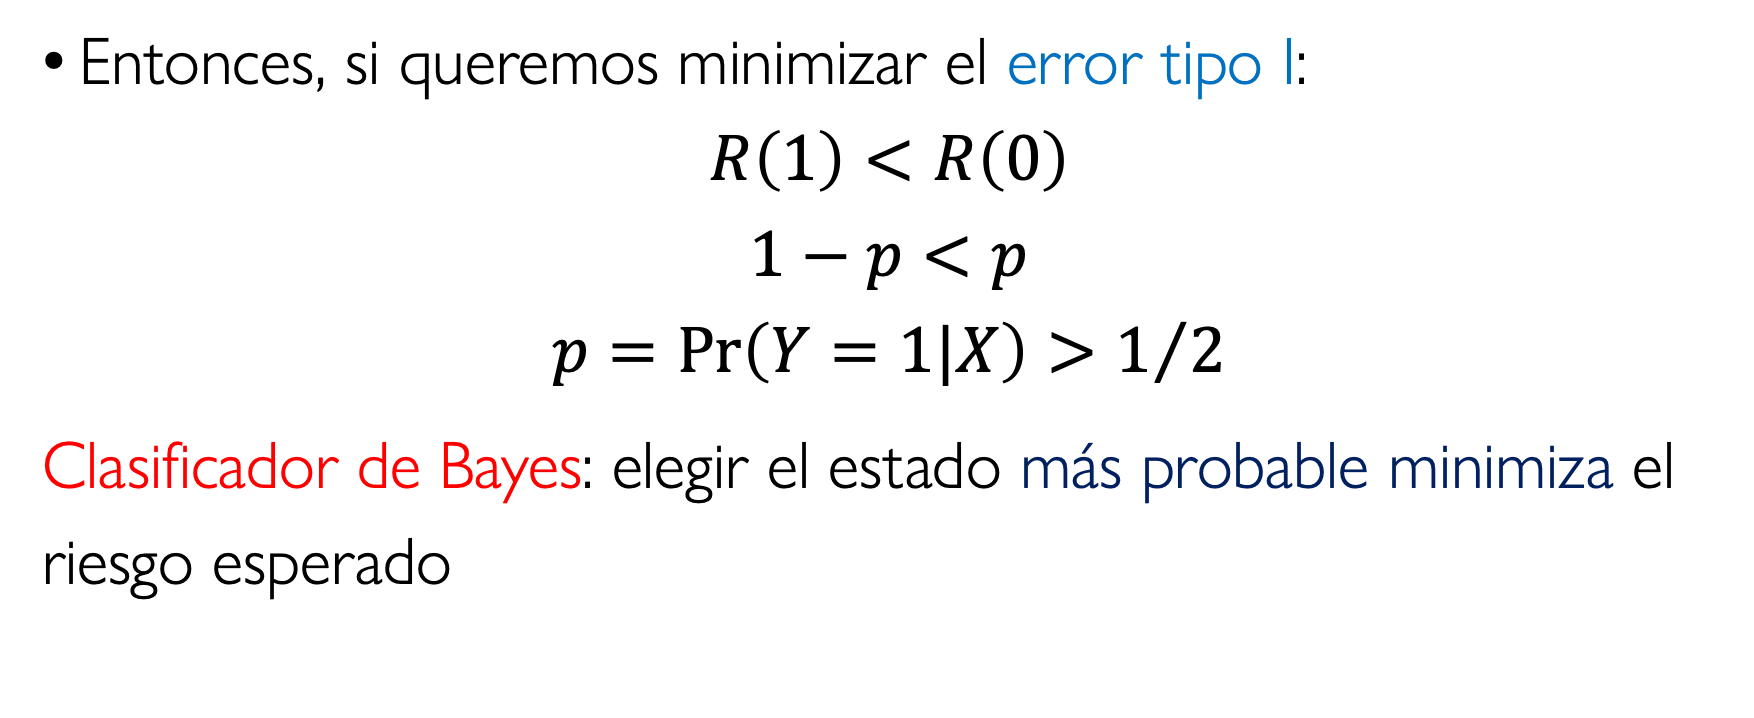 • Entonces, si queremos minimizar el error tipo I:
R(1) < R(0)
1 − p < p
p = Pr(Y = 1|X) > 1/2
Clasificador de Bayes: elegir el estado más probable minimiza el
riesgo esperado